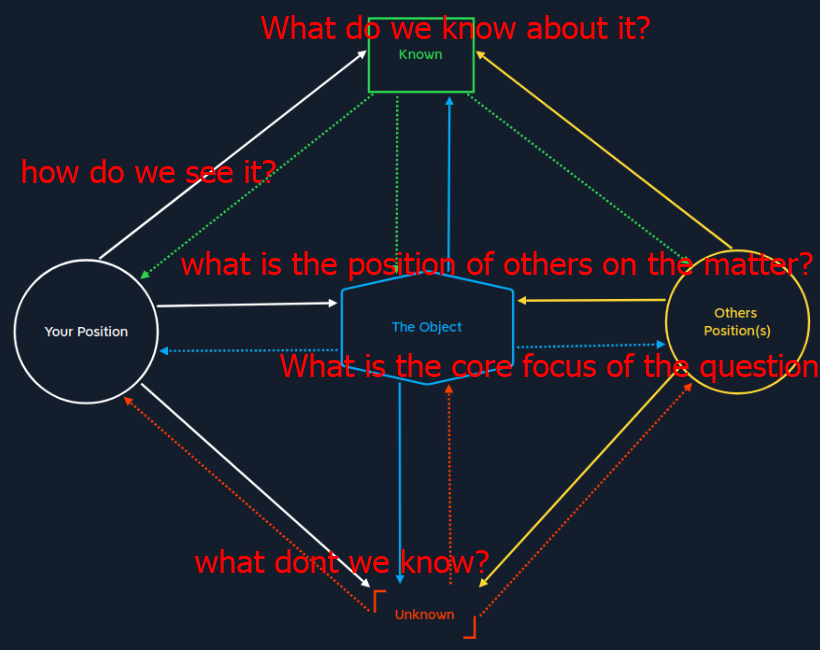 What do we know about it?
Known
how do we see it?
what is the position of others on the matter?
Your Position
The Object
Others
Position(s)
What is the core focus of the question
what dont we know?
Unknown